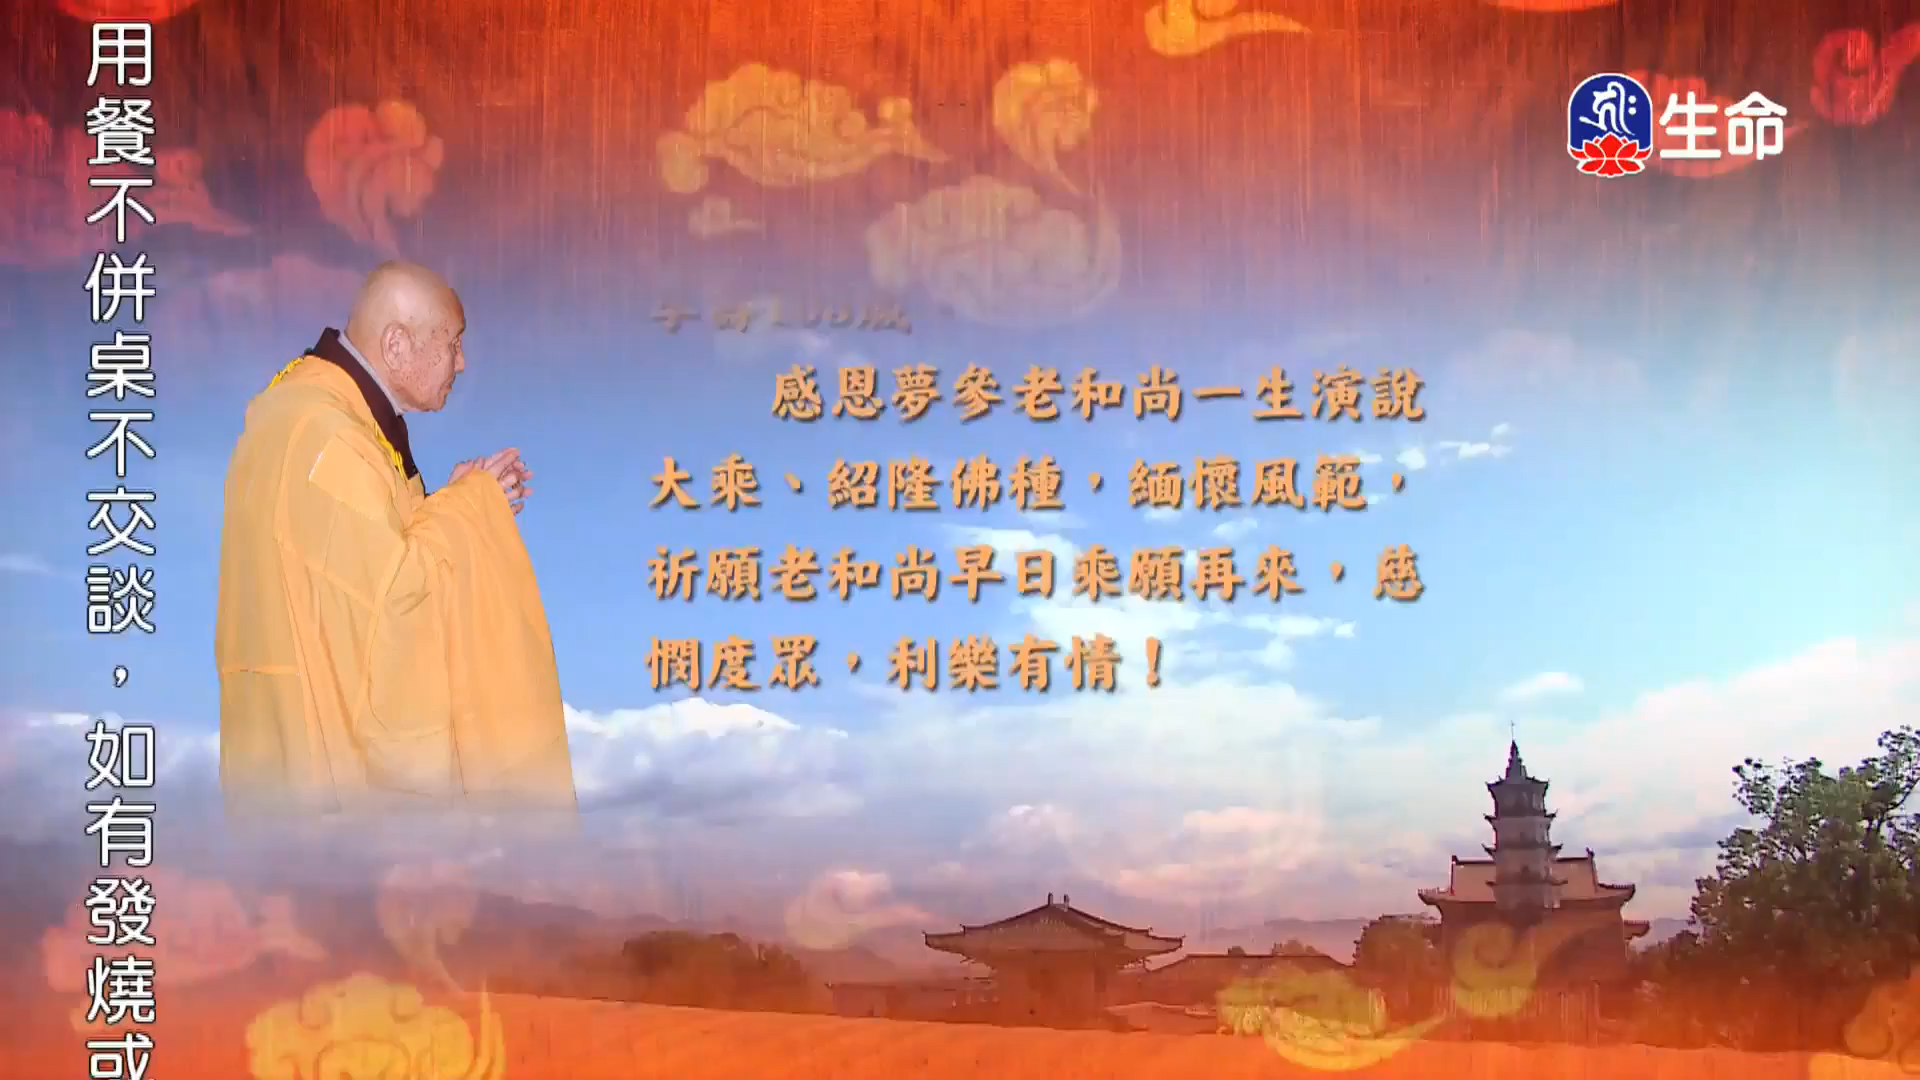 用餐不併桌不交談，如有發燒或
生命
感恩夢參老和尚一生演說
大乘、紹隆佛種，緬懷風範，
祈願老和尚早日乘願再來，慈
憫度眾，利樂有情！